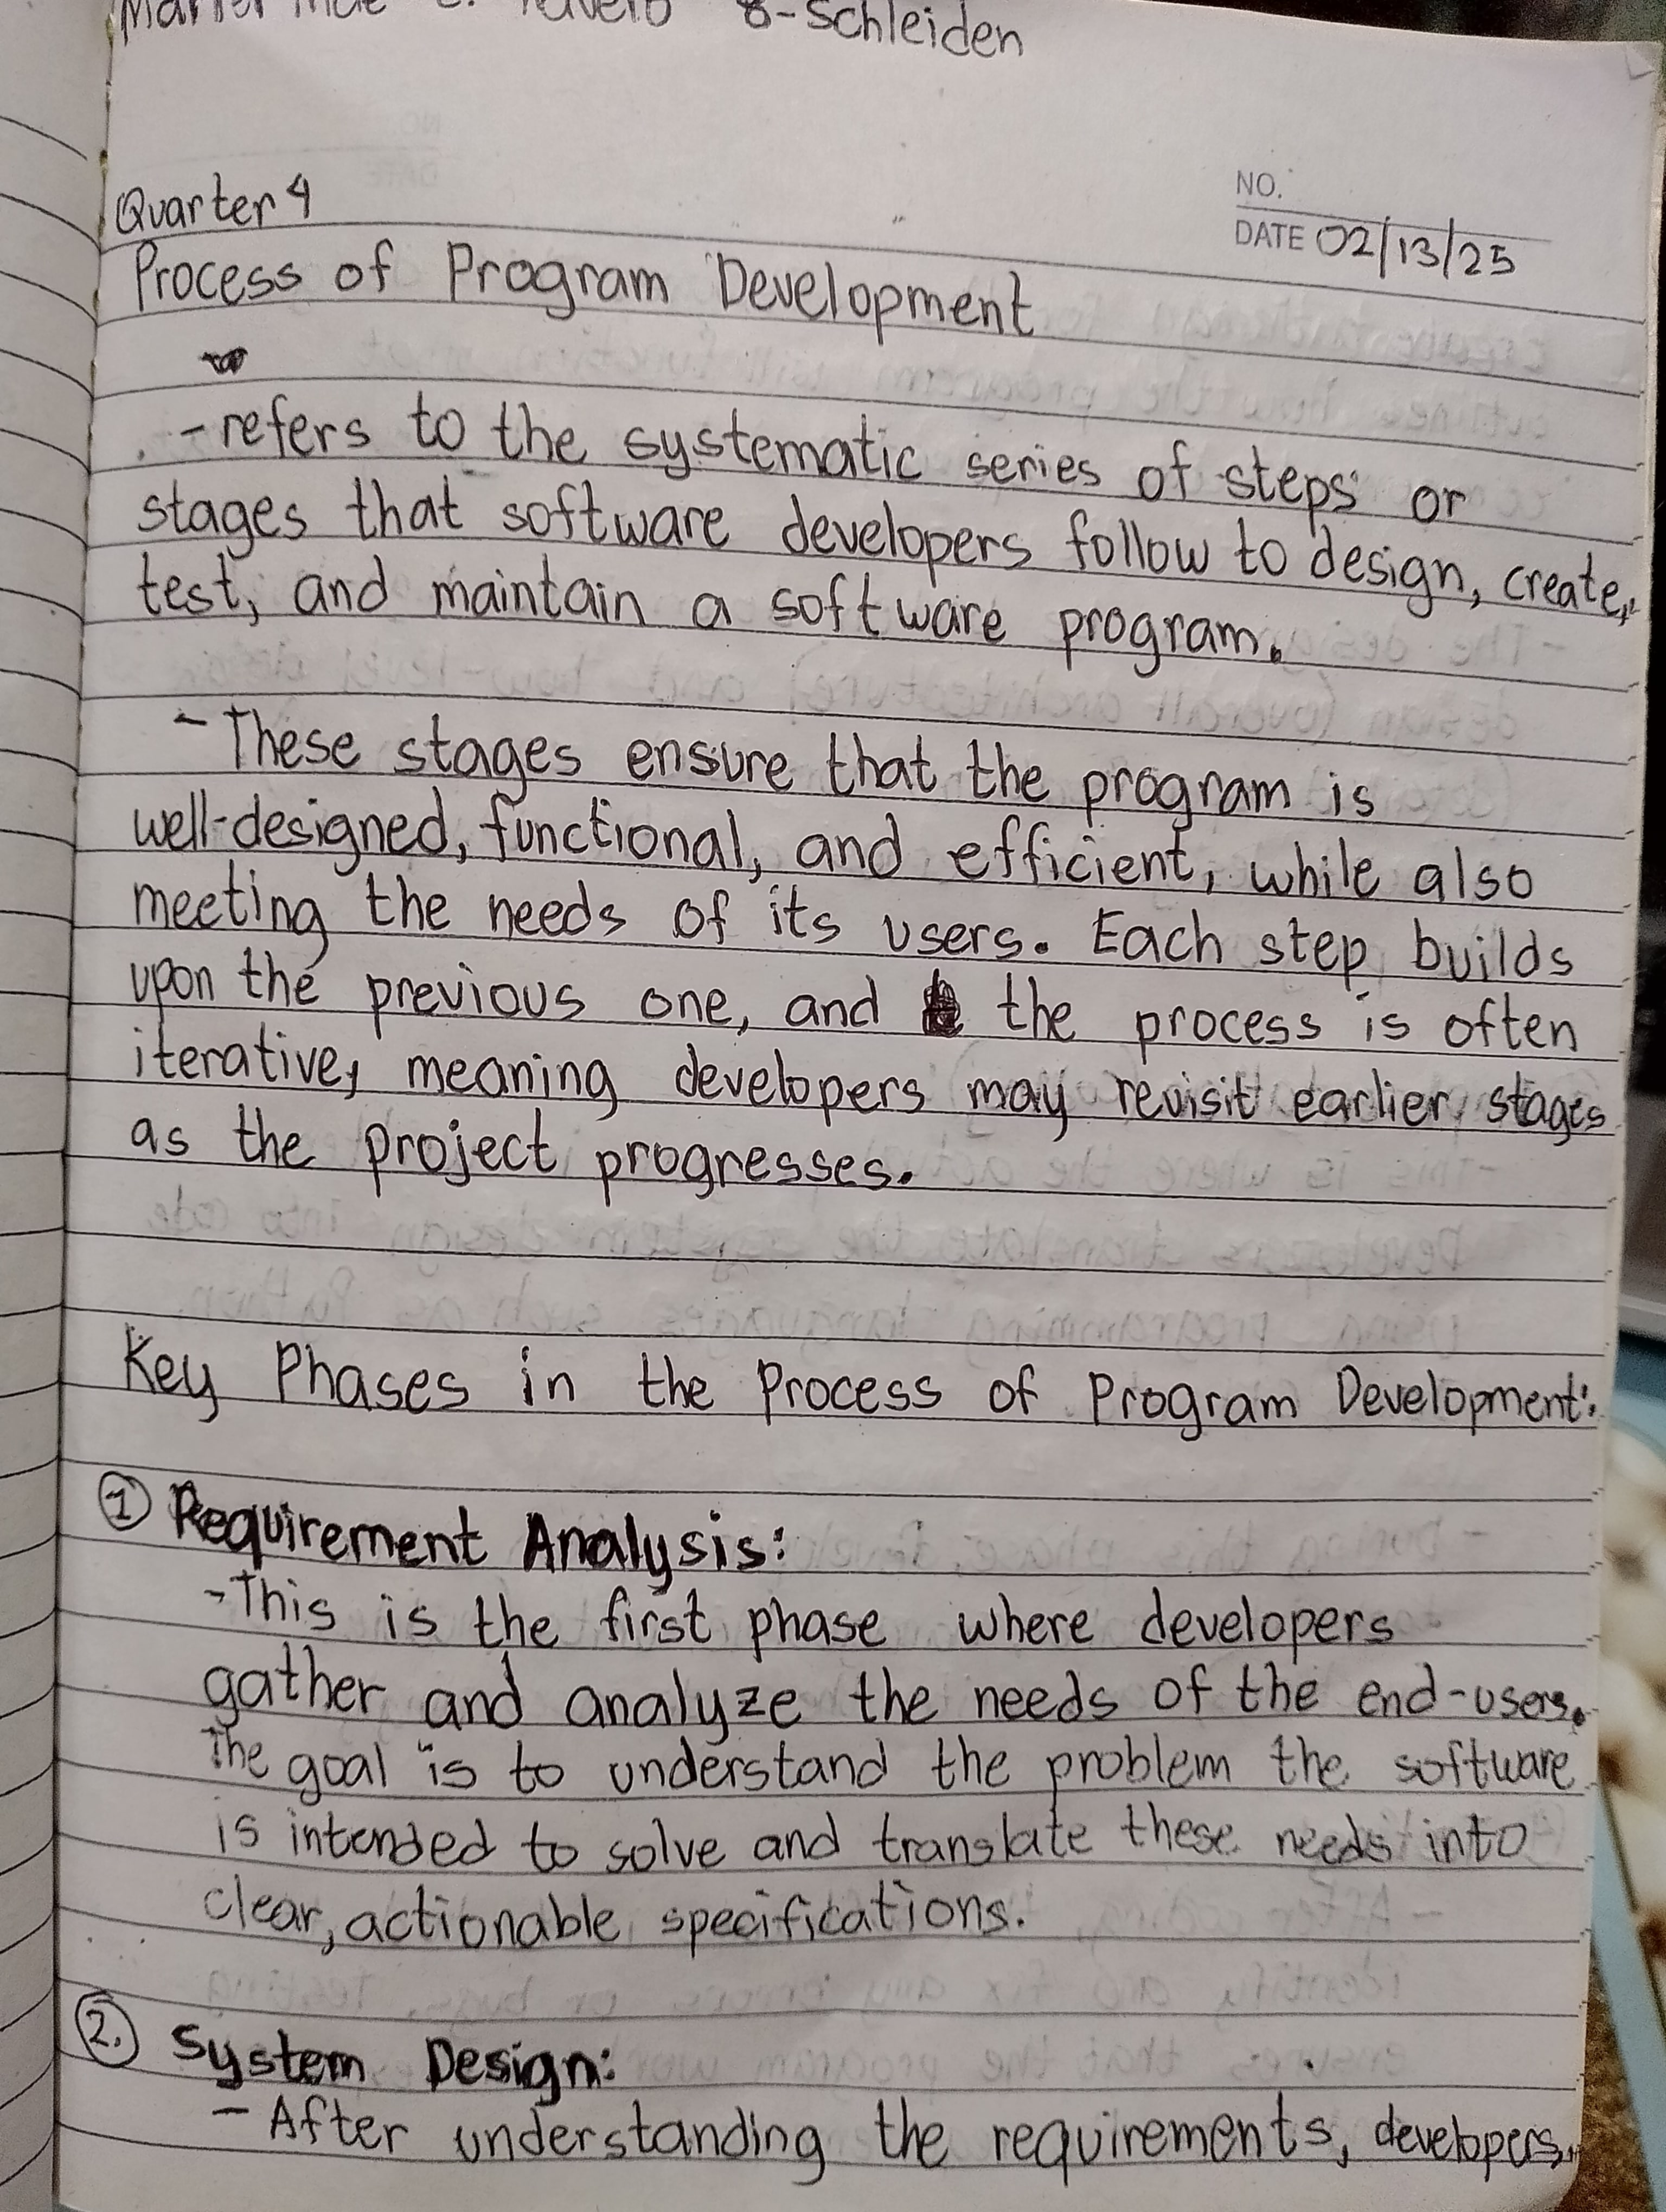 8-Schleiden
Quarter 4
NO.
DATE 02/13/25
Process of Program Development
-refers to the systematic series of steps or
stages that software developers follow to design, create,
test, and maintain a software program.
-These stages ensure that the program is
well-designed, functional, and efficient, while also
meeting the needs of its users. Each step builds
upon the previous one, and the process is often
iterative, meaning developers may revisit earlier stages
as the project progresses.
Key Phases in the Process of Program Development:
1 Requirement Analysis:
-This is the first phase where developers
gather and analyze the needs of the end-users.
The goal is to understand the problem the software
is intended to solve and translate these needs into
clear, actionable specifications.
2. System Design:
- After understanding the requirements, developers